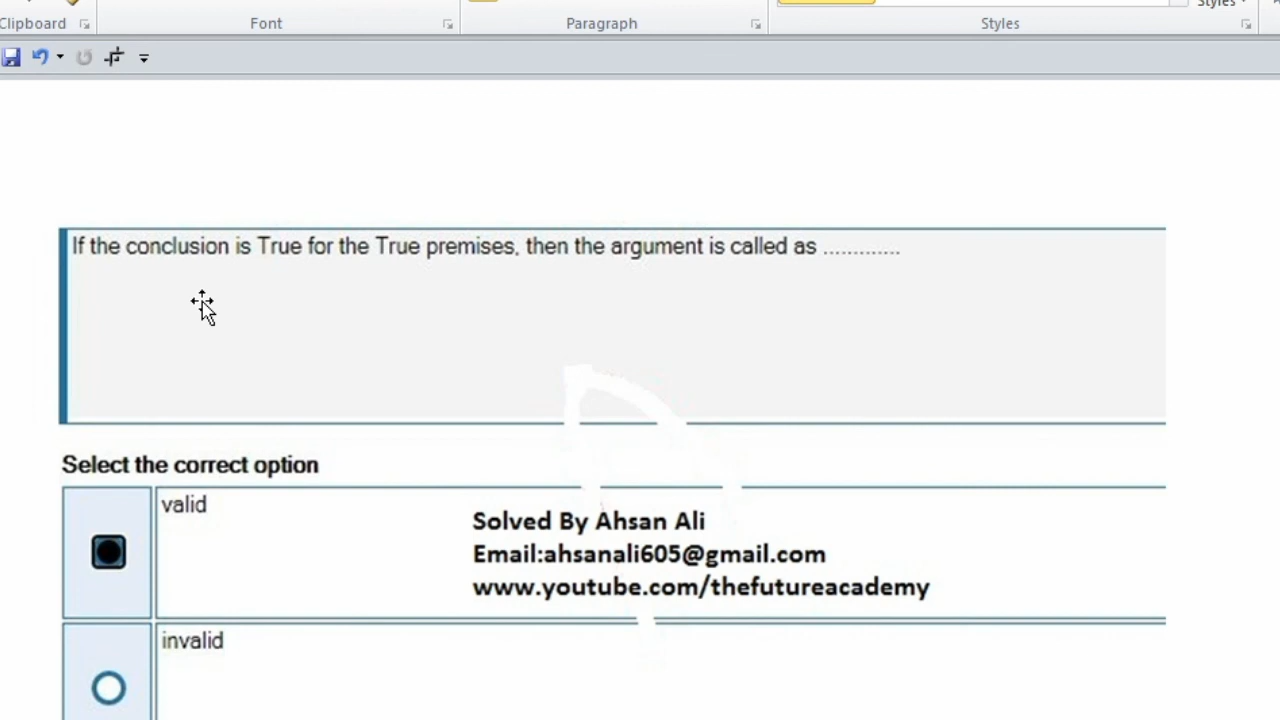 Clipboard
Font
Paragraph
Styles
Styles
If the conclusion is True for the True premises, then the argument is called as .............
Select the correct option
valid
Solved By Ahsan Ali
Email:ahsanali605@gmail.com
www.youtube.com/thefutureacademy
invalid